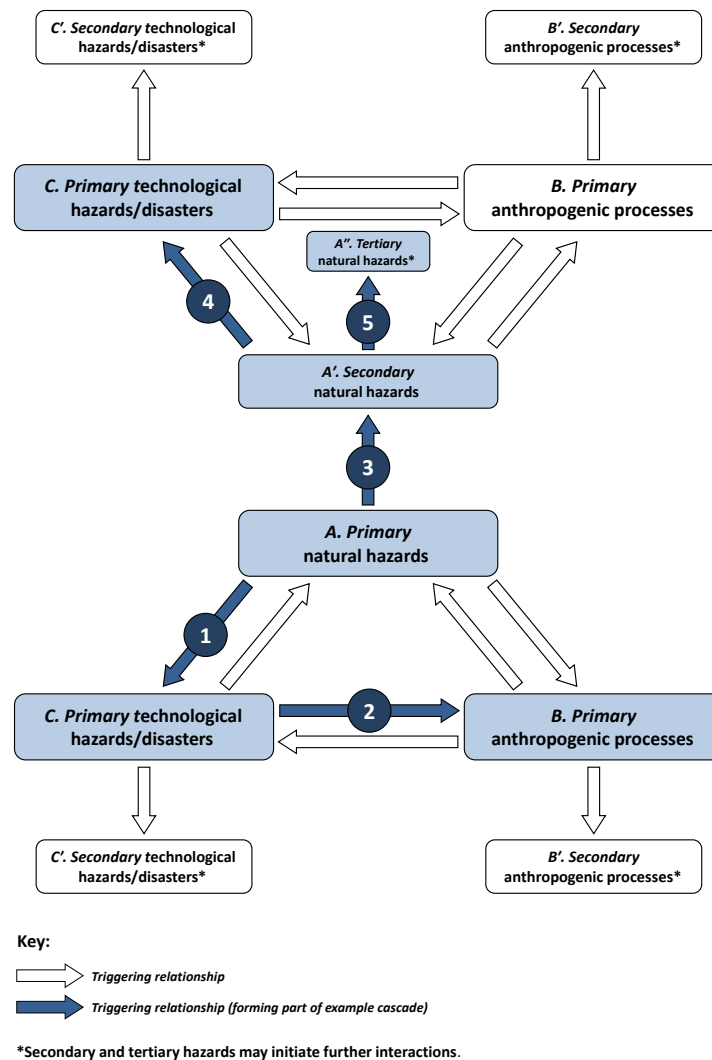 C'. Secondary technological
hazards/disasters*
B'. Secondary
anthropogenic processes*
C. Primary technological
hazards/disasters
B. Primary
anthropogenic processes
A''. Tertiary
natural hazards*
4
5
A'. Secondary
natural hazards
3
A. Primary
natural hazards
1
C. Primary technological
hazards/disasters
2
B. Primary
anthropogenic processes
C'. Secondary technological
hazards/disasters*
B'. Secondary
anthropogenic processes*
Key:
Triggering relationship
Triggering relationship (forming part of example cascade)
*Secondary and tertiary hazards may initiate further interactions.